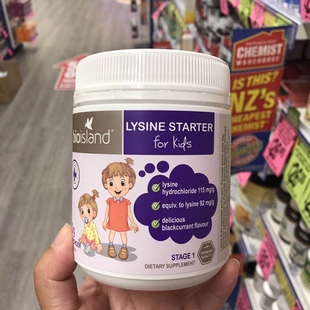 bioisland
LYSINE STARTER
for kids
lysine
hydrochloride 115 mg/g
equiv. to lysine 92 mg/g
delicious
blackcurrant flavour
STAGE 1
DIETARY SUPPLEMENT
CHEMIST
WAREHOUSE
IS THIS?
NZ'S
CHEAPEST
CHEMIST